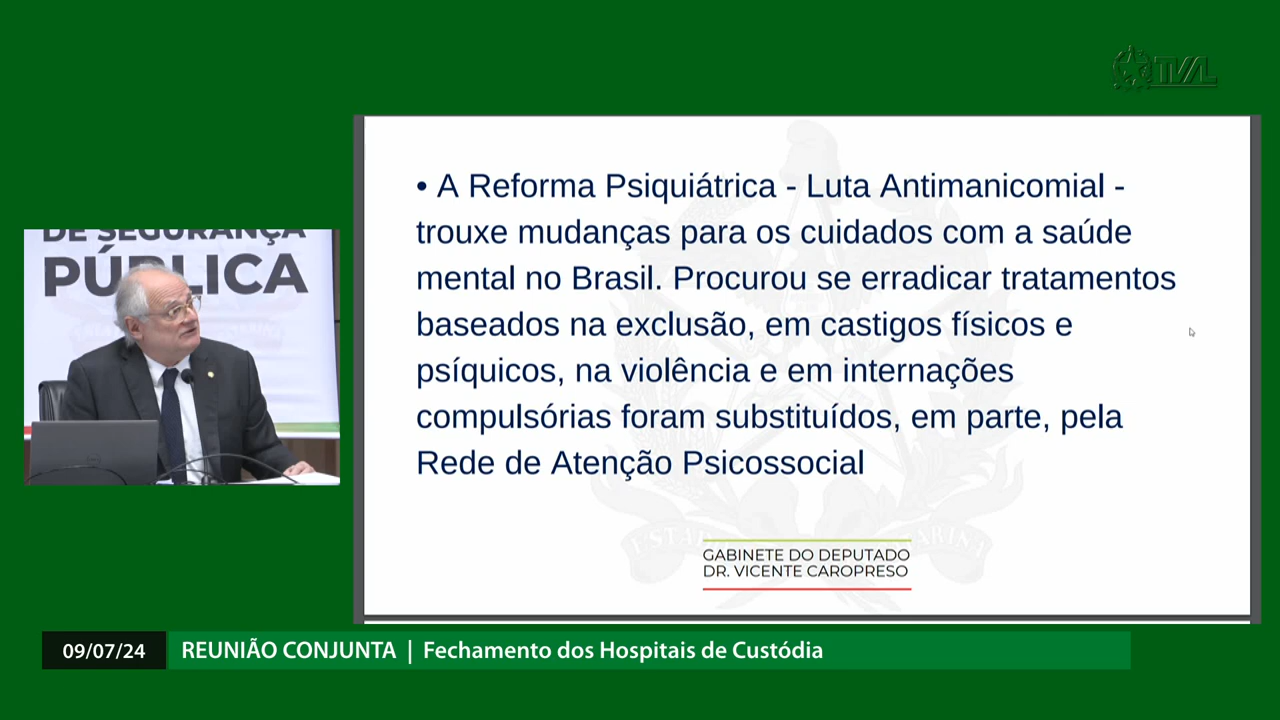 TVAL
DE SEGURANÇA
PÚBLICA
• A Reforma Psiquiátrica - Luta Antimanicomial -
trouxe mudanças para os cuidados com a saúde
mental no Brasil. Procurou se erradicar tratamentos
baseados na exclusão, em castigos físicos e
psíquicos, na violência e em internações
compulsórias foram substituídos, em parte, pela
Rede de Atenção Psicossocial
GABINETE DO DEPUTADO
DR. VICENTE CAROPRESO
09/07/24
REUNIÃO CONJUNTA | Fechamento dos Hospitais de Custódia